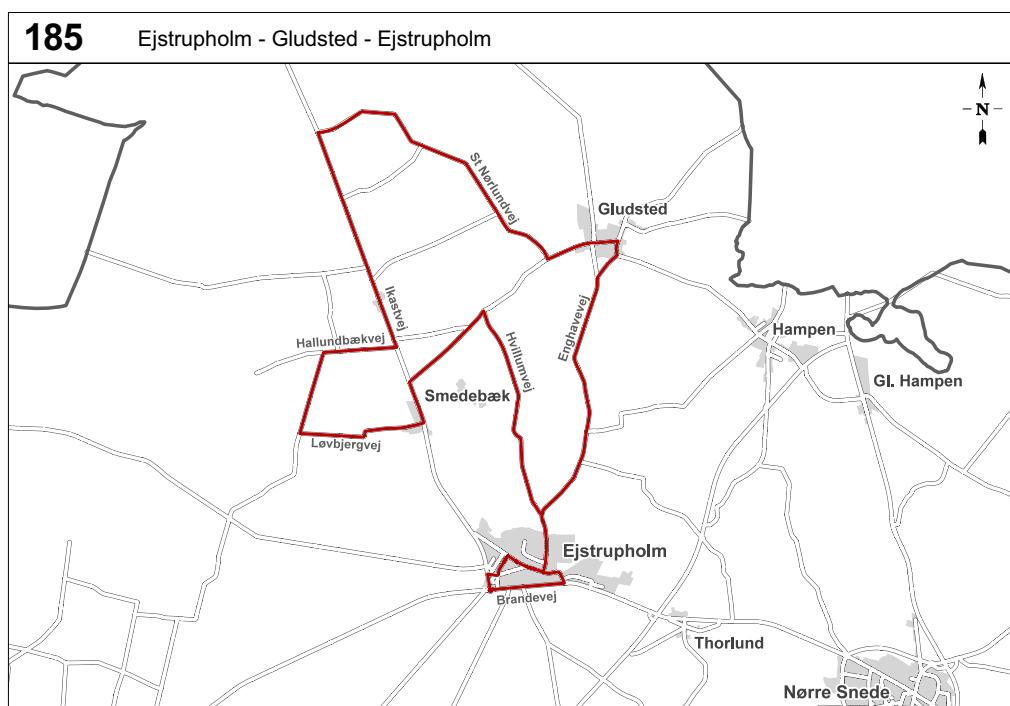 185 Ejstrupholm - Gludsted - Ejstrupholm
N
St Nørlundvej
Gludsted
Ikastvej
Enghavevej
Hampen
Hallundbækvej
Hvillumvej
Gl. Hampen
Smedebæk
Løvbjergvej
Ejstrupholm
Brandevej
Thorlund
Nørre Snede